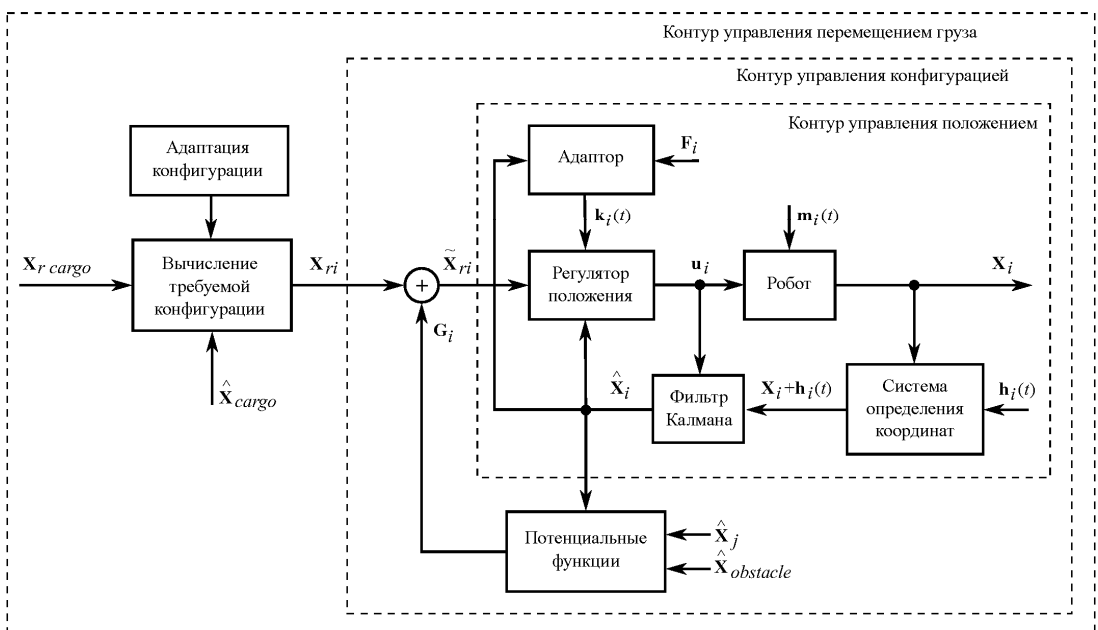 Контур управления перемещением груза
Контур управления конфигурацией
Контур управления положением
Адаптация
конфигурации
Адаптор
F_i
k_i(t)
m_i(t)
X_r cargo
Вычисление
требуемой
конфигурации
X_ri
+
X̃_ri
Регулятор
положения
u_i
Робот
X_i
G_i
X̂_cargo
X̂_i
Фильтр
Калмана
X_i+h_i(t)
Система
определения
координат
h_i(t)
Потенциальные
функции
X̂_j
X̂_obstacle